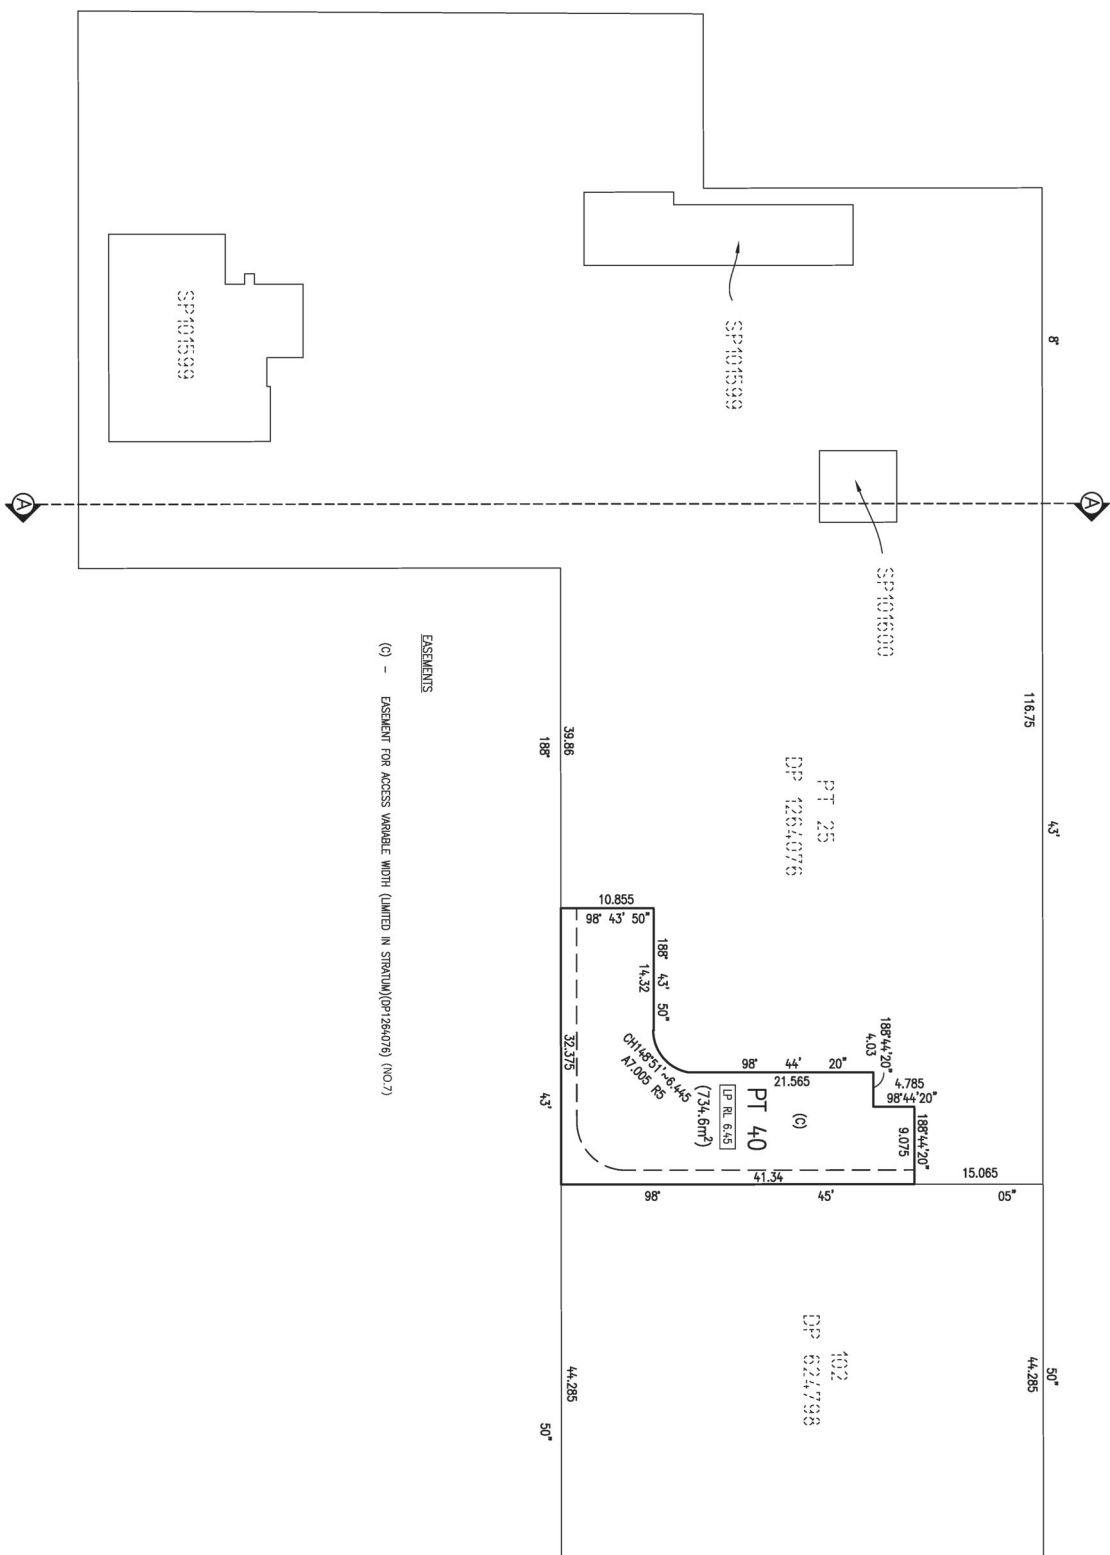 8°
43'
50"
116.75
44.285
A
A
SP101599
SP101599
SP101600
PT 25
DP 1264076
102
DP 624798
15.065
98° 45' 05"
41.34
188°44'20"
4.03
4.785
98°44'20"
188°44'20"
9.075
98° 44' 20"
21.565
(C)
PT 40
LP RL 6.45
(734.6m²)
CH148°51'~6.445
A7.005 R5
188° 43' 50"
14.32
10.855
98° 43' 50"
32.375
39.86
188°
43'
44.285
50"
EASEMENTS
(C) - EASEMENT FOR ACCESS VARIABLE WIDTH (LIMITED IN STRATUM)(DP1264076) (NO.7)